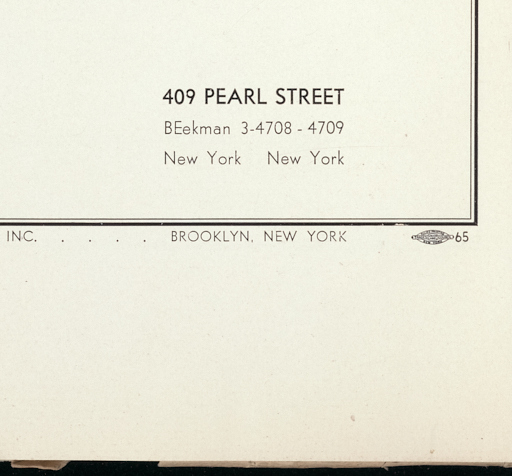 409 PEARL STREET
BEekman 3-4708 - 4709
New York New York
INC. . . . . BROOKLYN, NEW YORK 65